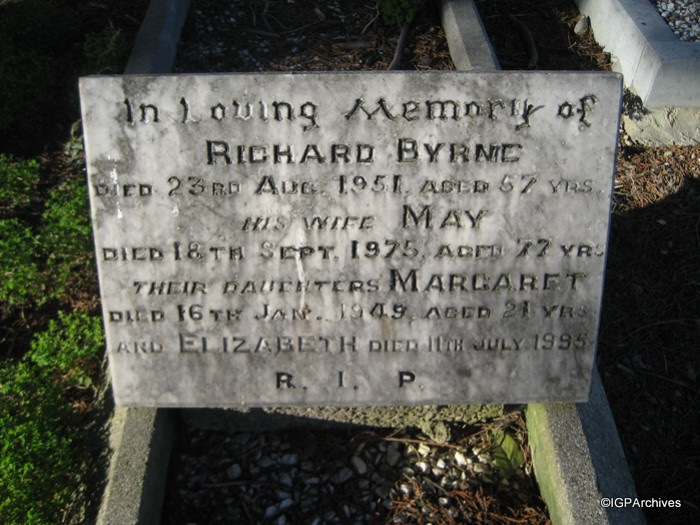 In Loving Memory of
RICHARD BYRNE
DIED 23RD AUG. 1951, AGED 57 YRS.
HIS WIFE MAY
DIED 18TH SEPT. 1975, AGED 77 YRS
THEIR DAUGHTERS MARGARET
DIED 16TH JAN. 1949, AGED 21 YRS
AND ELIZABETH DIED 11TH JULY 1995
R. I. P.
©IGPArchives